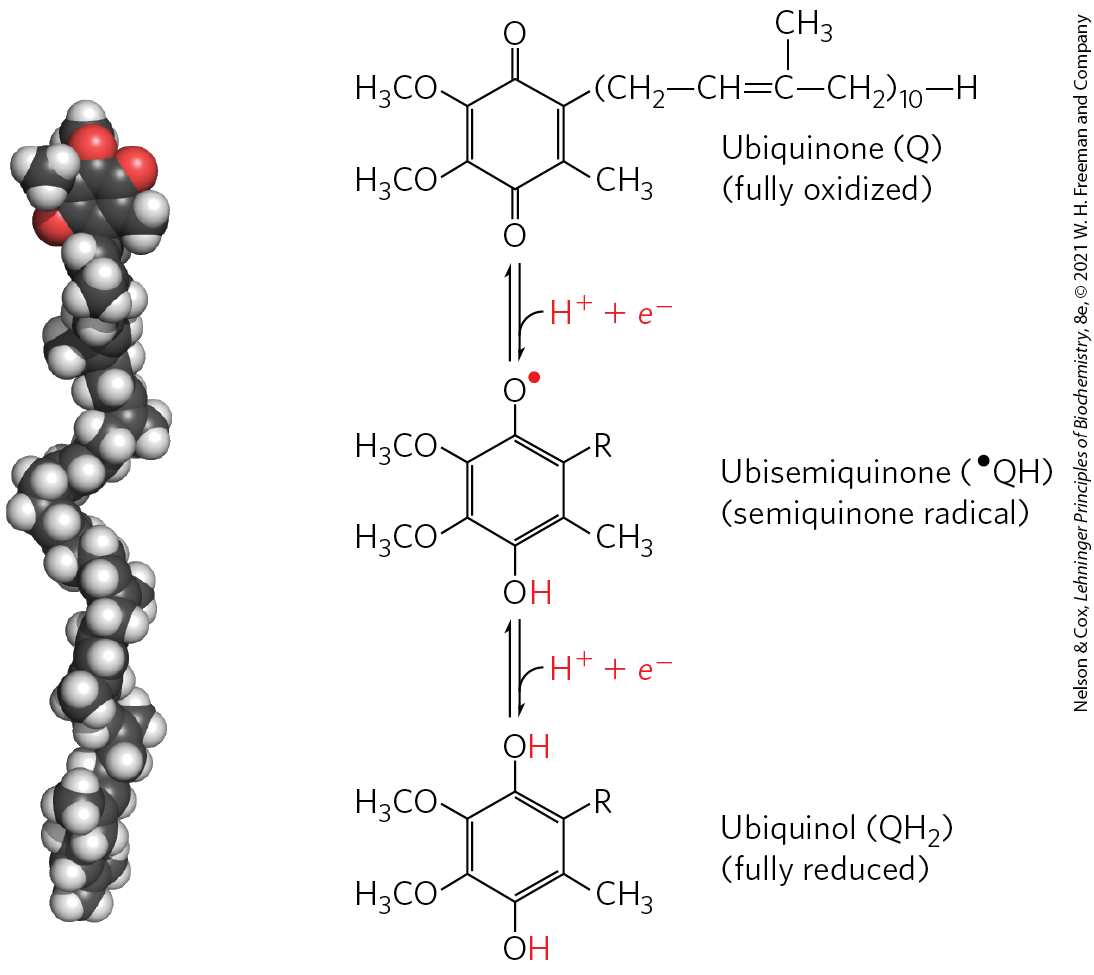 CH₃
O
H₃CO
(CH₂—CH=C—CH₂)₁₀—H
Ubiquinone (Q)
(fully oxidized)
H₃CO
CH₃
O
H⁺ + e⁻
O•
H₃CO
R
Ubisemiquinone (•QH)
(semiquinone radical)
H₃CO
CH₃
OH
H⁺ + e⁻
OH
H₃CO
R
Ubiquinol (QH₂)
(fully reduced)
H₃CO
CH₃
OH
Nelson & Cox, Lehninger Principles of Biochemistry, 8e, © 2021 W. H. Freeman and Company